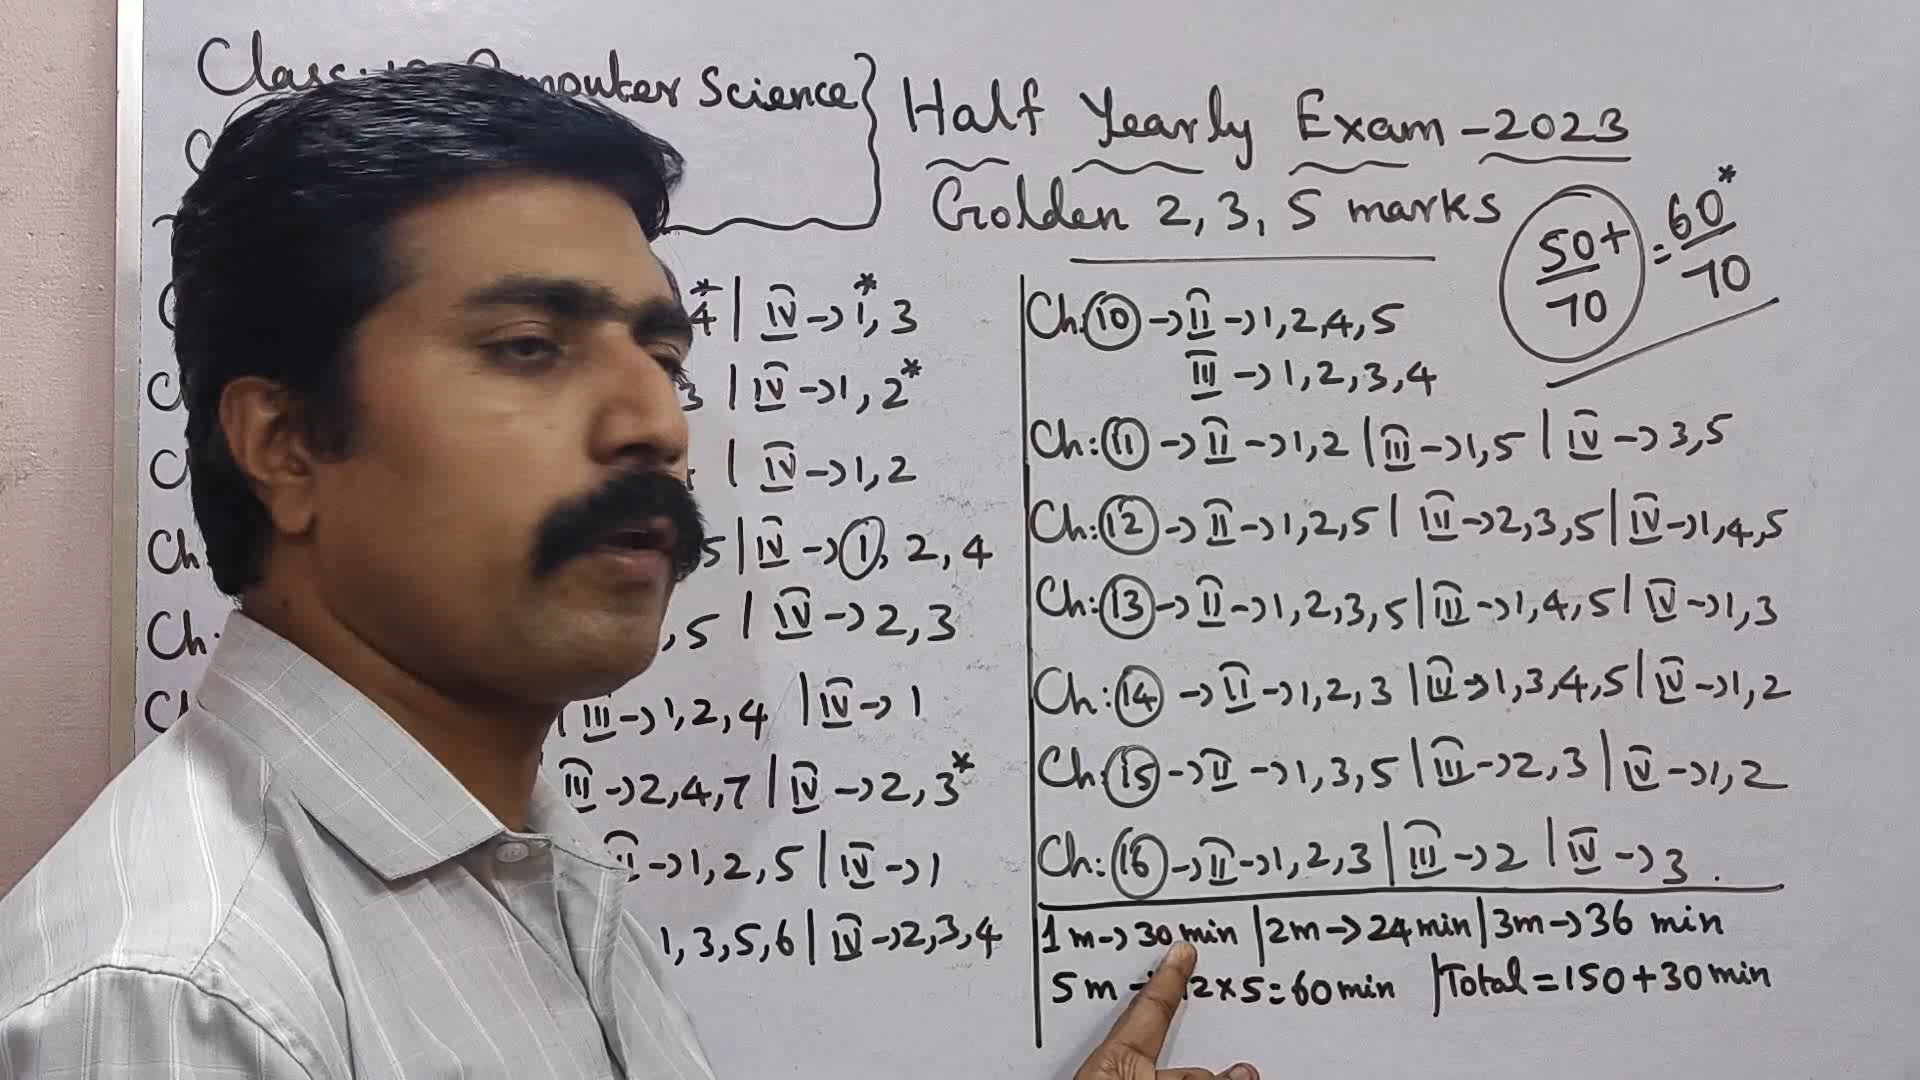 Computer Science
Half Yearly Exam - 2023
Golden 2, 3, 5 marks
50+/70 = 60*/70
4* | IV → 1*, 3
3 | IV → 1, 2*
| IV → 1, 2
Ch: 5 | IV → 1, 2, 4
Ch: , 5 | IV → 2, 3
| III → 1, 2, 4 | IV → 1
III → 2, 4, 7 | IV → 2, 3*
→ 1, 2, 5 | IV → 1
1, 3, 5, 6 | IV → 2, 3, 4
Ch: 10 → II → 1, 2, 4, 5
III → 1, 2, 3, 4
Ch: 11 → II → 1, 2 | III → 1, 5 | IV → 3, 5
Ch: 12 → II → 1, 2, 5 | III → 2, 3, 5 | IV → 1, 4, 5
Ch: 13 → II → 1, 2, 3, 5 | III → 1, 4, 5 | IV → 1, 3
Ch: 14 → II → 1, 2, 3 | III → 1, 3, 4, 5 | IV → 1, 2
Ch: 15 → II → 1, 3, 5 | III → 2, 3 | IV → 1, 2
Ch: 16 → II → 1, 2, 3 | III → 2 | IV → 3.
1m → 30 min | 2m → 24 min | 3m → 36 min
5m → 12 x 5 = 60 min | Total = 150 + 30 min